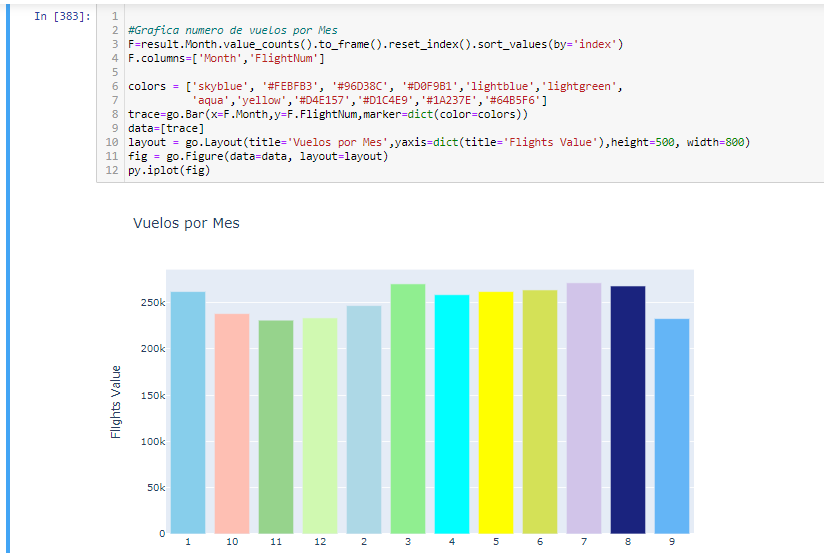 In [383]:
1
2 #Grafica numero de vuelos por Mes
3 F=result.Month.value_counts().to_frame().reset_index().sort_values(by='index')
4 F.columns=['Month','FlightNum']
5
6 colors = ['skyblue', '#FEBFB3', '#96D38C', '#D0F9B1','lightblue','lightgreen',
7 'aqua','yellow','#D4E157','#D1C4E9','#1A237E','#64B5F6']
8 trace=go.Bar(x=F.Month,y=F.FlightNum,marker=dict(color=colors))
9 data=[trace]
10 layout = go.Layout(title='Vuelos por Mes',yaxis=dict(title='Flights Value'),height=500, width=800)
11 fig = go.Figure(data=data, layout=layout)
12 py.iplot(fig)
Vuelos por Mes
250k
200k
150k
100k
50k
0
Flights Value
1 10 11 12 2 3 4 5 6 7 8 9